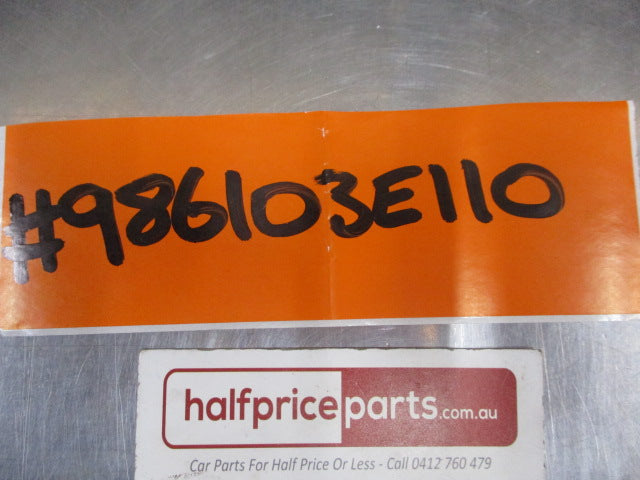 #986103E110
halfpriceparts.com.au
Car Parts For Half Price Or Less - Call 0412 760 479